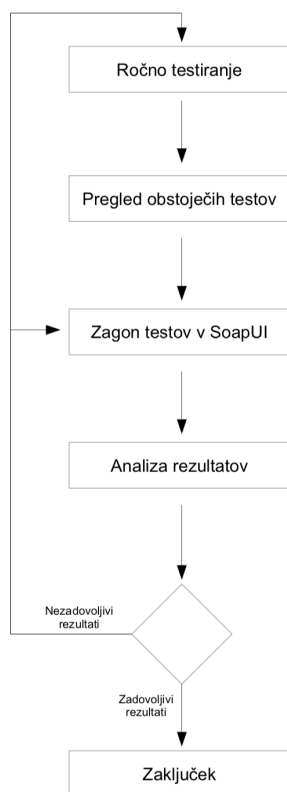 Ročno testiranje
Pregled obstoječih testov
Zagon testov v SoapUI
Analiza rezultatov
Nezadovoljivi
rezultati
Zadovoljivi
rezultati
Zaključek